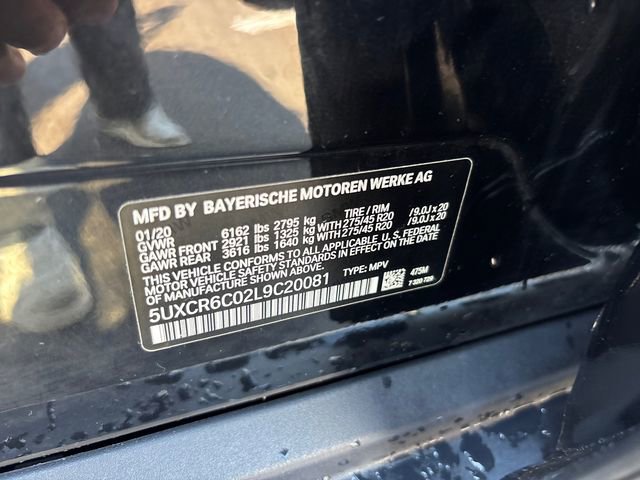 MFD BY BAYERISCHE MOTOREN WERKE AG
01/20 TIRE / RIM
GVWR 6162 lbs 2795 kg
GAWR FRONT 2921 lbs 1325 kg WITH 275/45 R20 /9.0J x 20
GAWR REAR 3616 lbs 1640 kg WITH 275/45 R20 /9.0J x 20
THIS VEHICLE CONFORMS TO ALL APPLICABLE U. S. FEDERAL
MOTOR VEHICLE SAFETY STANDARDS IN EFFECT ON THE DATE
OF MANUFACTURE SHOWN ABOVE.
5UXCR6C02L9C20081 TYPE: MPV 475M
7 320 729